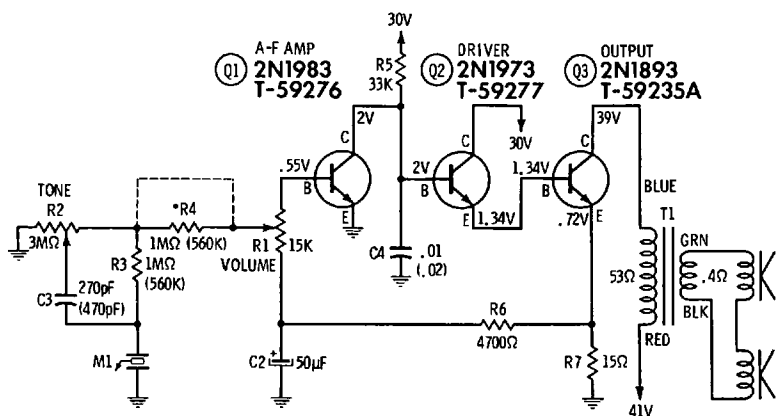 30V
A-F AMP
Q1 2N1983
T-59276
R5
33K
DRIVER
Q2 2N1973
T-59277
OUTPUT
Q3 2N1893
T-59235A
C
2V
39V
C
30V
C
.55V
B
2V
B
1.34V
B
E
E
1.34V
.72V
E
BLUE
T1
TONE
R2
3MΩ
*R4
1MΩ (560K)
R1
15K
VOLUME
R3
1MΩ
(560K)
C4
.01
(.02)
GRN
53Ω
.4Ω
BLK
RED
C3
270pF
(470pF)
R6
4700Ω
M1
C2
+
50µF
R7
15Ω
41V